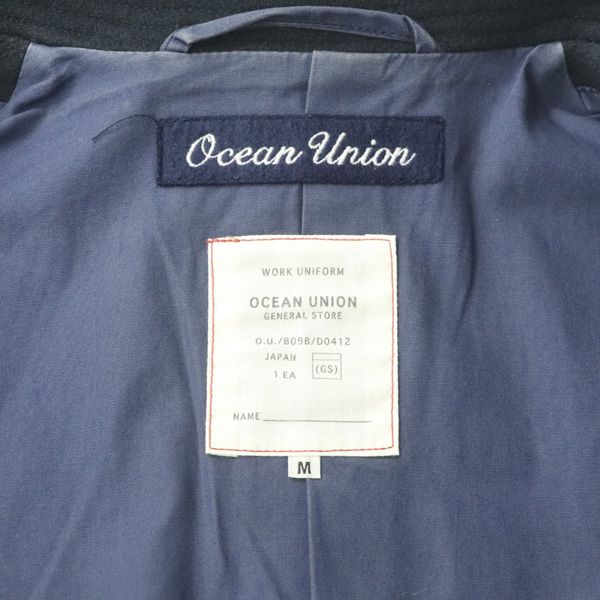 Ocean Union
WORK UNIFORM
OCEAN UNION
GENERAL STORE
O.U./B09B/D0412
JAPAN
1 EA (GS)
NAME
M